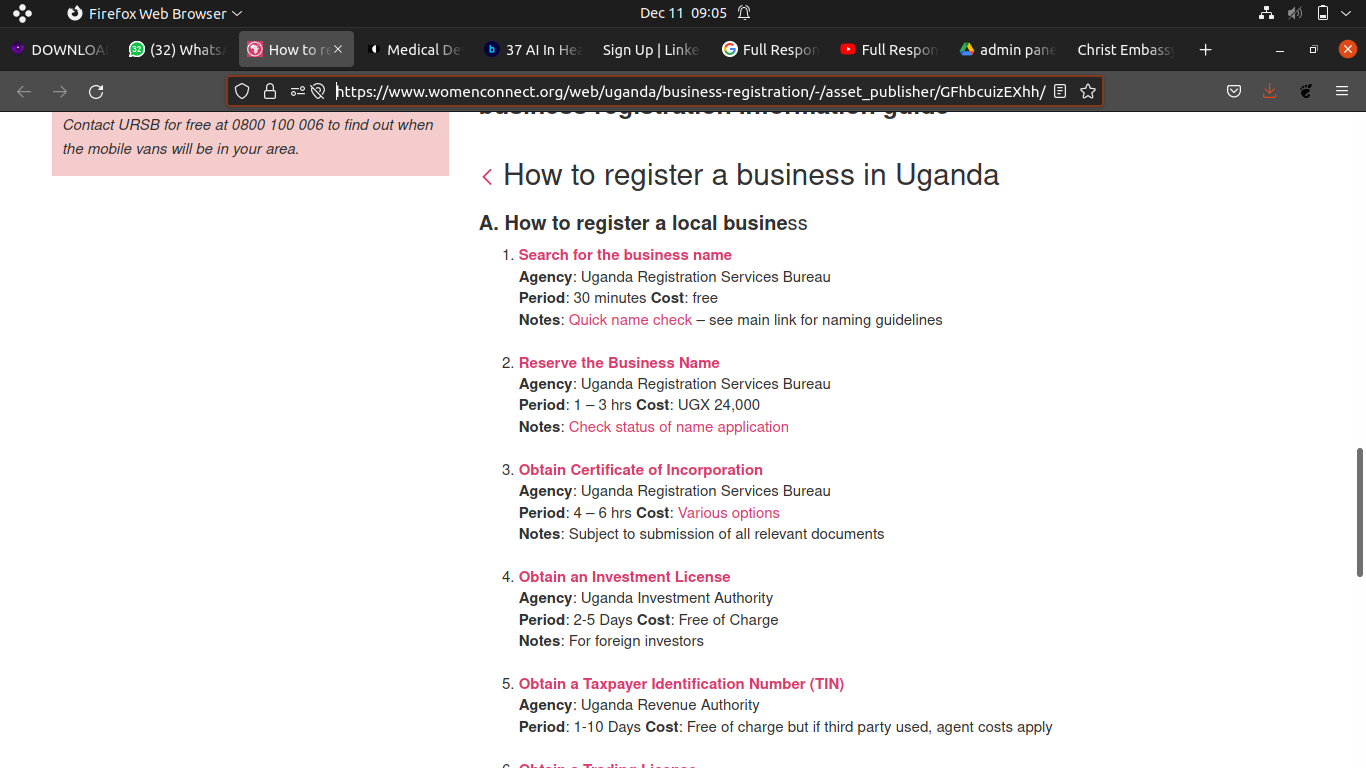 Firefox Web Browser
Dec 11 09:05
DOWNLOA
(32) WhatsA
How to re
Medical De
37 AI In Hea
Sign Up | Linke
Full Respon
Full Respon
admin pane
Christ Embassy
https://www.womenconnect.org/web/uganda/business-registration/-/asset_publisher/GFhbcuizEXhh/
Contact URSB for free at 0800 100 006 to find out when
the mobile vans will be in your area.
business registration information guide
How to register a business in Uganda
A. How to register a local business
1. Search for the business name
Agency: Uganda Registration Services Bureau
Period: 30 minutes Cost: free
Notes: Quick name check – see main link for naming guidelines
2. Reserve the Business Name
Agency: Uganda Registration Services Bureau
Period: 1 – 3 hrs Cost: UGX 24,000
Notes: Check status of name application
3. Obtain Certificate of Incorporation
Agency: Uganda Registration Services Bureau
Period: 4 – 6 hrs Cost: Various options
Notes: Subject to submission of all relevant documents
4. Obtain an Investment License
Agency: Uganda Investment Authority
Period: 2-5 Days Cost: Free of Charge
Notes: For foreign investors
5. Obtain a Taxpayer Identification Number (TIN)
Agency: Uganda Revenue Authority
Period: 1-10 Days Cost: Free of charge but if third party used, agent costs apply
6. Obtain a Trading License